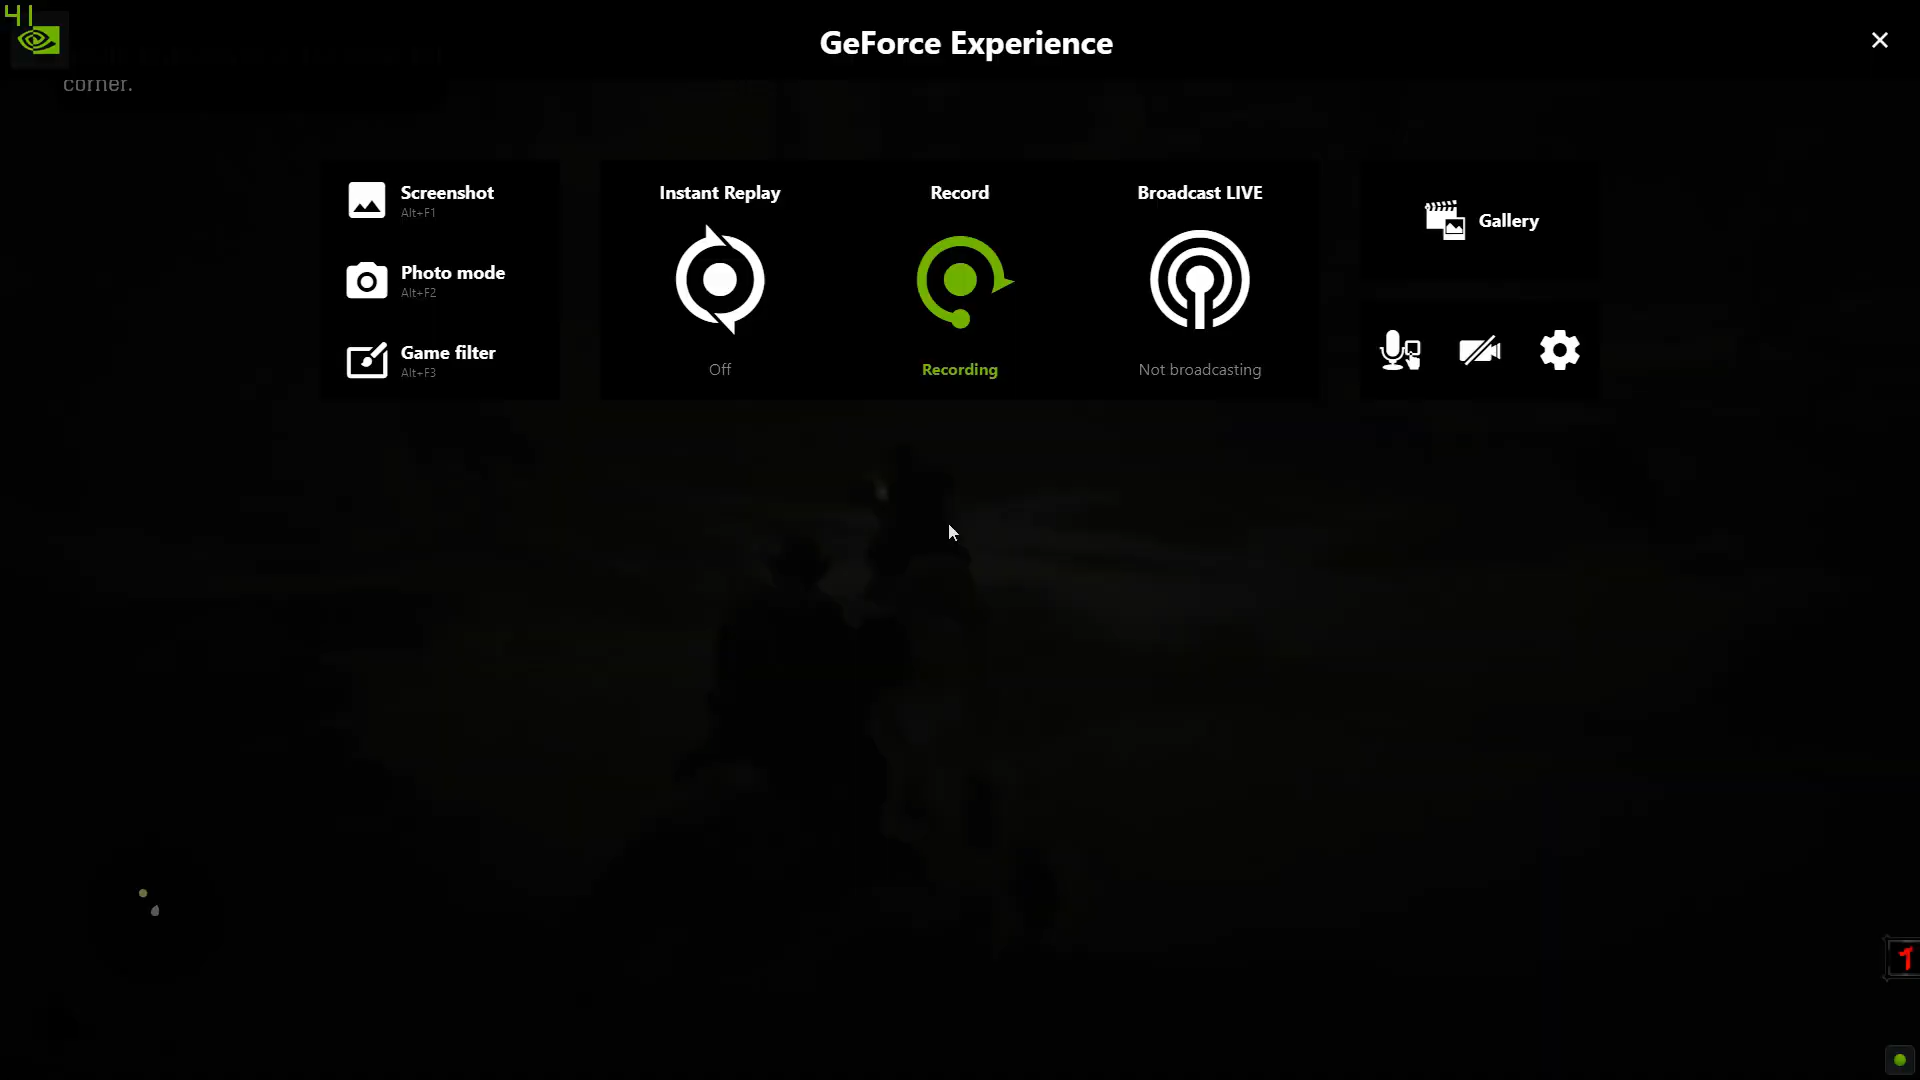 41
GeForce Experience
corner.
Screenshot
Alt+F1
Photo mode
Alt+F2
Game filter
Alt+F3
Instant Replay
Off
Record
Recording
Broadcast LIVE
Not broadcasting
Gallery
1